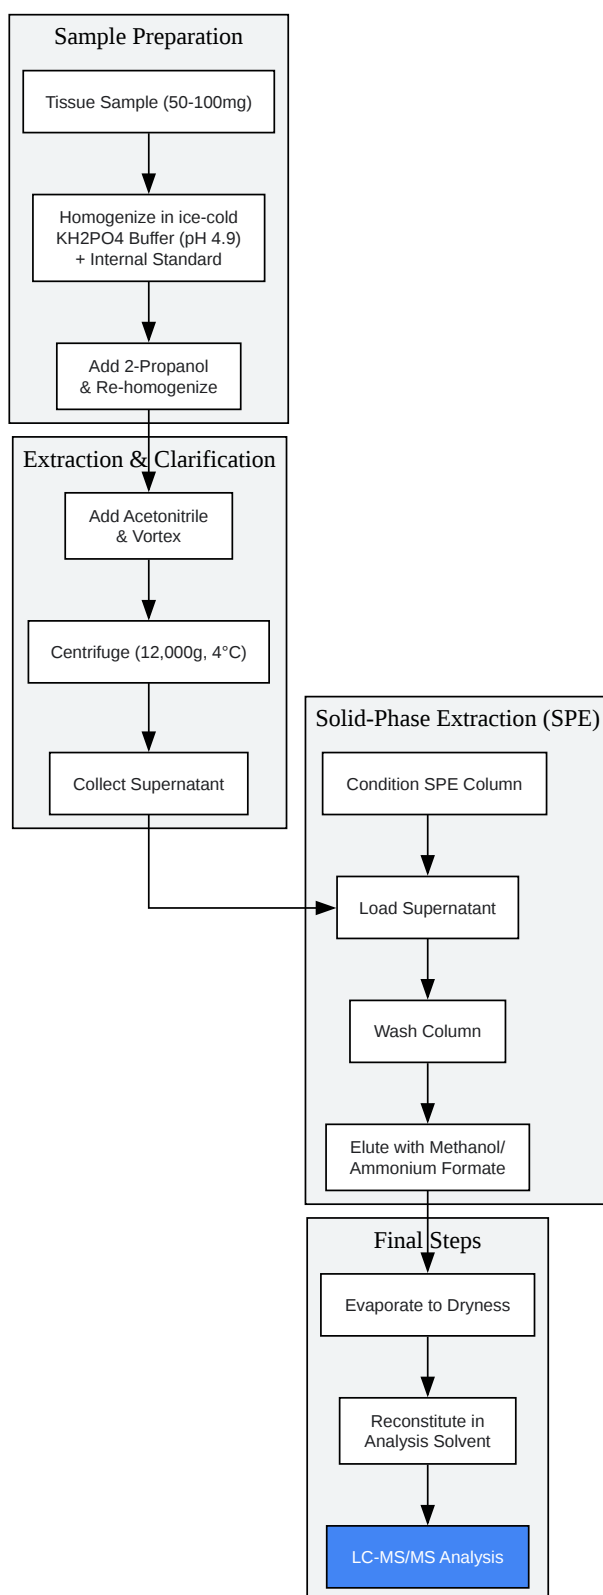 Sample Preparation
Tissue Sample (50-100mg)
Homogenize in ice-cold
KH2PO4 Buffer (pH 4.9)
+ Internal Standard
Add 2-Propanol
& Re-homogenize
Extraction & Clarification
Add Acetonitrile
& Vortex
Centrifuge (12,000g, 4°C)
Collect Supernatant
Solid-Phase Extraction (SPE)
Condition SPE Column
Load Supernatant
Wash Column
Elute with Methanol/
Ammonium Formate
Final Steps
Evaporate to Dryness
Reconstitute in
Analysis Solvent
LC-MS/MS Analysis